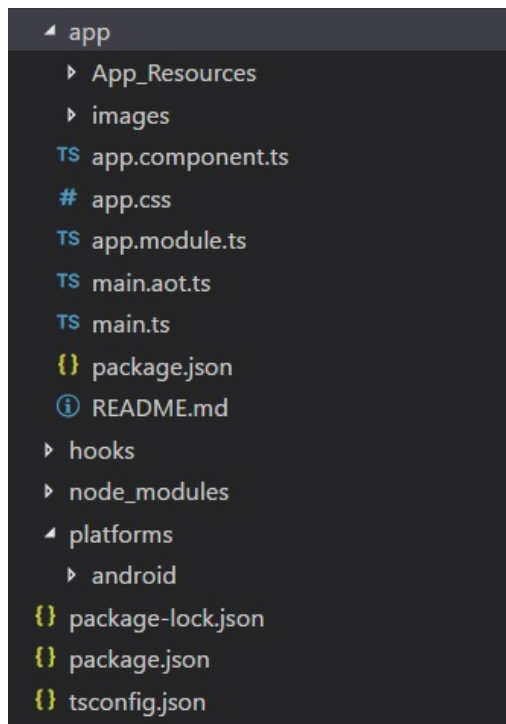 app
App_Resources
images
TS app.component.ts
# app.css
TS app.module.ts
TS main.aot.ts
TS main.ts
{} package.json
README.md
hooks
node_modules
platforms
android
{} package-lock.json
{} package.json
{} tsconfig.json